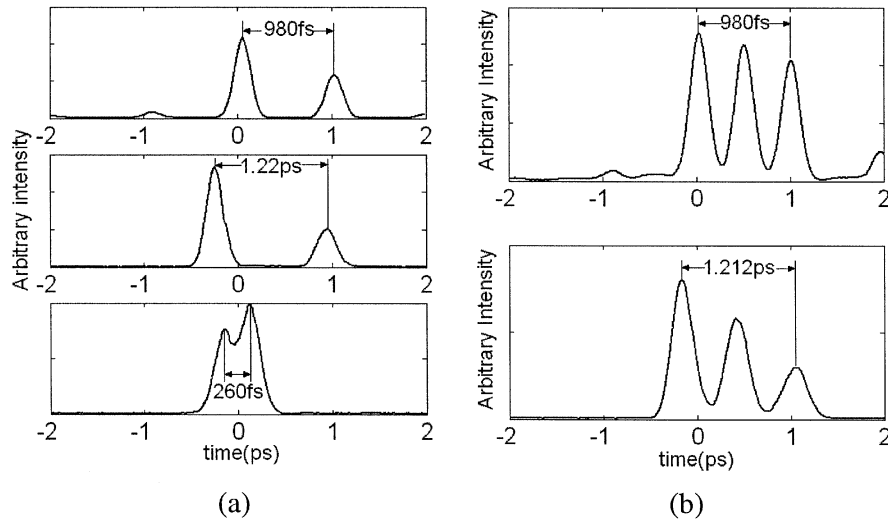 980fs
-2 -1 0 1 2
1.22ps
-2 -1 0 1 2
260fs
-2 -1 0 1 2
time(ps)
Arbitrary intensity
(a)
980fs
Arbitrary Intensity
-2 -1 0 1 2
1.212ps
Arbitrary Intensity
-2 -1 0 1 2
time(ps)
(b)